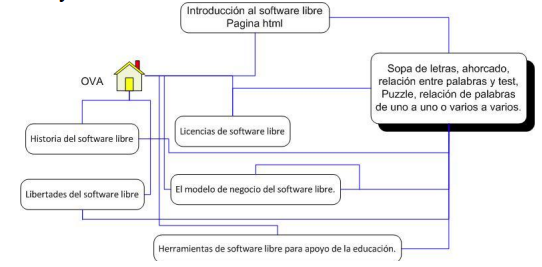 Introducción al software libre
Pagina html
OVA
Sopa de letras, ahorcado,
relación entre palabras y test,
Puzzle, relación de palabras
de uno a uno o varios a varios.
Historia del software libre
Licencias de software libre
Libertades del software libre
El modelo de negocio del software libre.
Herramientas de software libre para apoyo de la educación.